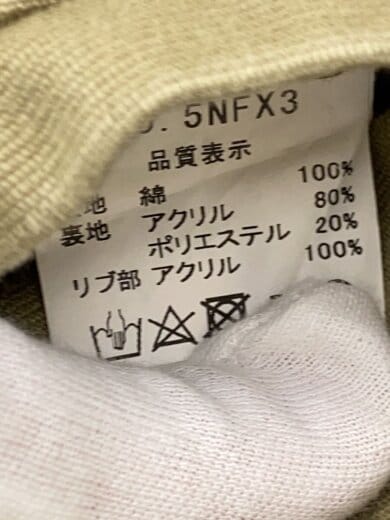 . 5NFX3
品質表示
地 綿 100%
裏地 アクリル 80%
ポリエステル 20%
リブ部 アクリル 100%